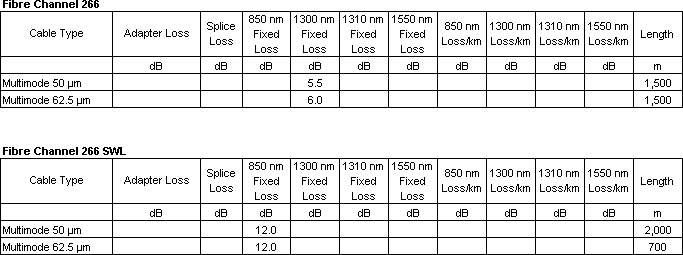 Fibre Channel 266
Cable Type Adapter Loss Splice Loss 850 nm Fixed Loss 1300 nm Fixed Loss 1310 nm Fixed Loss 1550 nm Fixed Loss 850 nm Loss/km 1300 nm Loss/km 1310 nm Loss/km 1550 nm Loss/km Length
dB dB dB dB dB dB dB dB dB dB m
Multimode 50 µm 5.5 1,500
Multimode 62.5 µm 6.0 1,500
Fibre Channel 266 SWL
Cable Type Adapter Loss Splice Loss 850 nm Fixed Loss 1300 nm Fixed Loss 1310 nm Fixed Loss 1550 nm Fixed Loss 850 nm Loss/km 1300 nm Loss/km 1310 nm Loss/km 1550 nm Loss/km Length
dB dB dB dB dB dB dB dB dB dB m
Multimode 50 µm 12.0 2,000
Multimode 62.5 µm 12.0 700